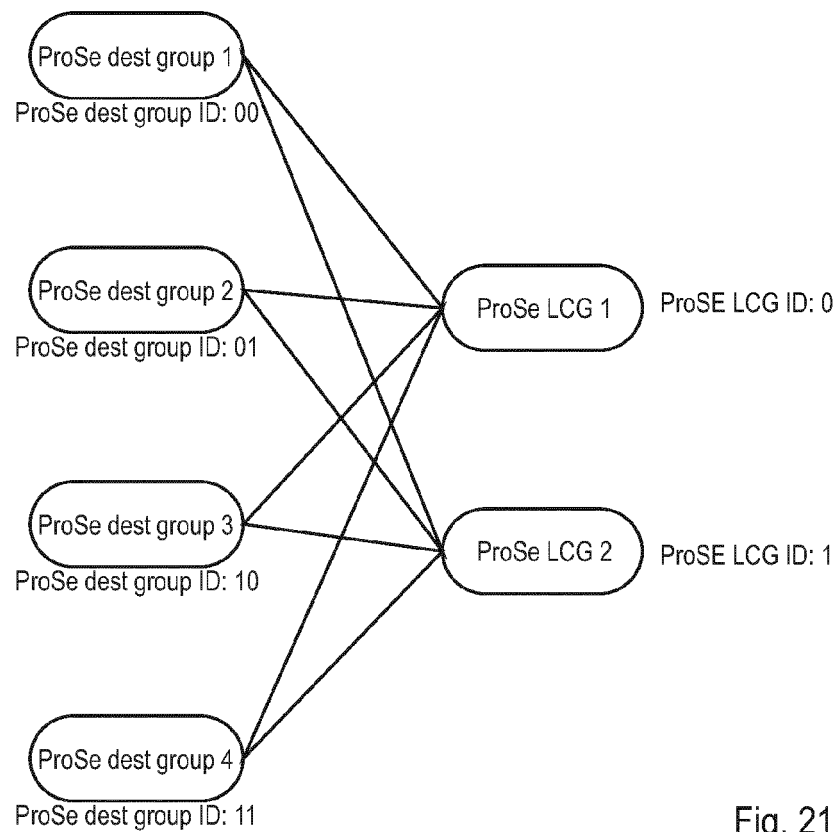 ProSe dest group 1
ProSe dest group ID: 00
ProSe dest group 2
ProSe dest group ID: 01
ProSe LCG 1
ProSE LCG ID: 0
ProSe dest group 3
ProSe dest group ID: 10
ProSe LCG 2
ProSE LCG ID: 1
ProSe dest group 4
ProSe dest group ID: 11
Fig. 21